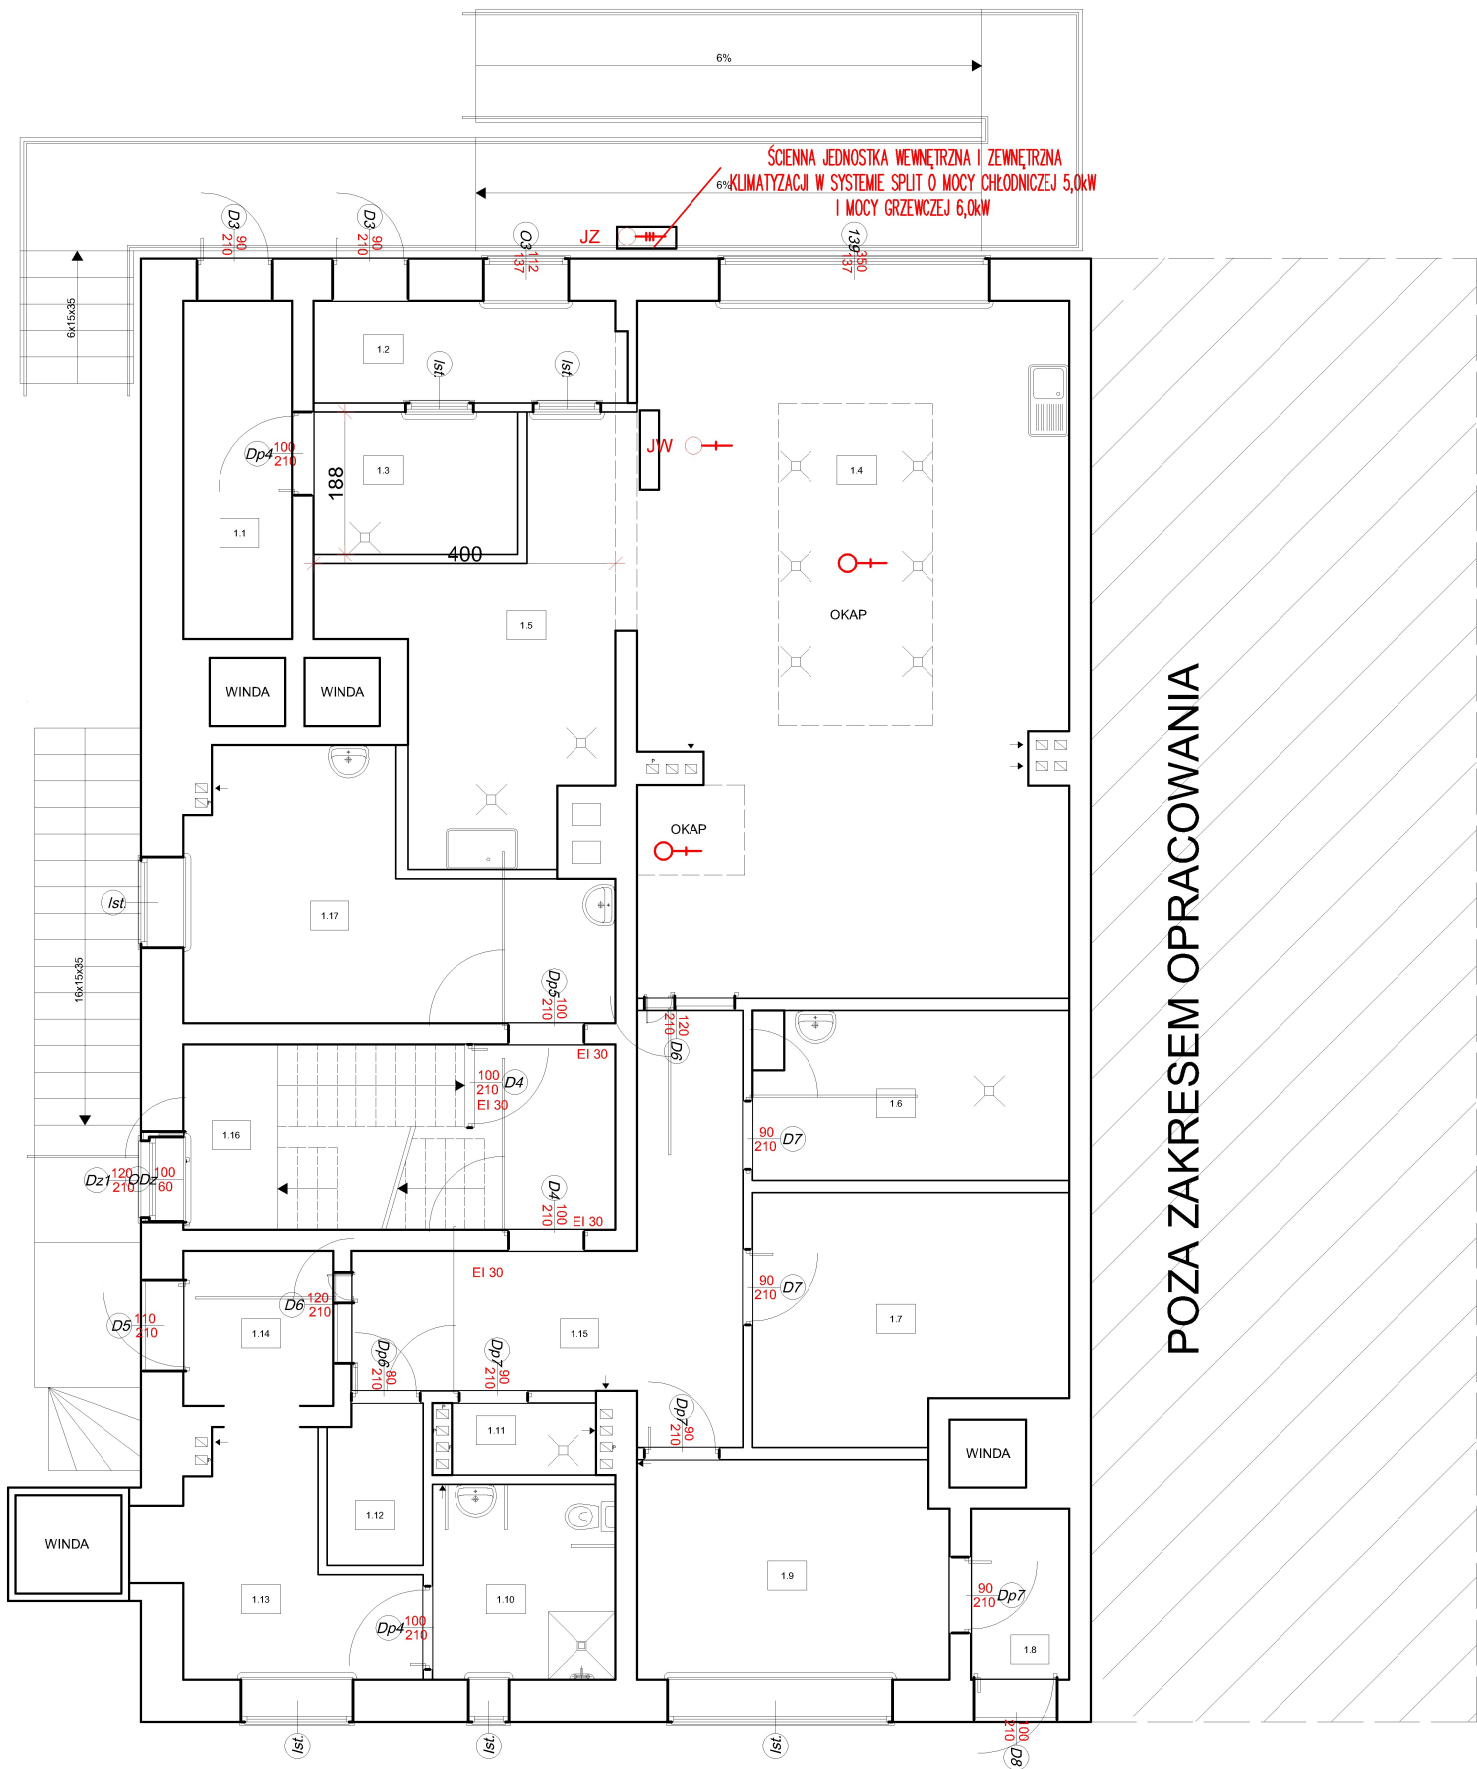 6%
ŚCIENNA JEDNOSTKA WEWNĘTRZNA I ZEWNĘTRZNA
KLIMATYZACJI W SYSTEMIE SPLIT O MOCY CHŁODNICZEJ 5,0kW
I MOCY GRZEWCZEJ 6,0kW
6%
D3 90
210
D3 90
210
O3 112
137
JZ
139 350
137
6x15x35
1.2
Ist.
Ist.
JW
Dp4 100
210
188
1.3
1.4
1.1
400
1.5
OKAP
WINDA
WINDA
OKAP
POZA ZAKRESEM OPRACOWANIA
Ist.
1.17
16x15x35
Dp5 100
210
EI 30
120
210
D6
100
210
D4
EI 30
1.6
1.16
90
210
D7
Dz1 120
210
ODz 100
60
D4 100
210
EI 30
EI 30
90
210
D7
D6 120
210
D5 110
210
1.14
1.15
1.7
Dp6 80
210
Dp7 90
210
Dp7 90
210
1.11
WINDA
1.12
WINDA
1.13
1.10
1.9
90
210
Dp7
Dp4 100
210
1.8
Ist.
Ist.
Ist.
100
210
D8